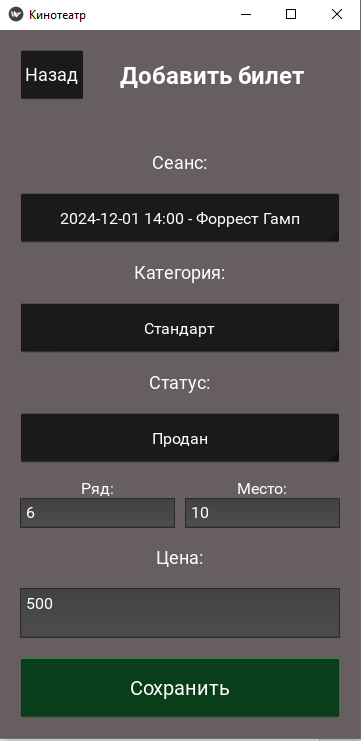 Кинотеатр
Назад
Добавить билет
Сеанс:
2024-12-01 14:00 - Форрест Гамп
Категория:
Стандарт
Статус:
Продан
Ряд: Место:
6 10
Цена:
500
Сохранить